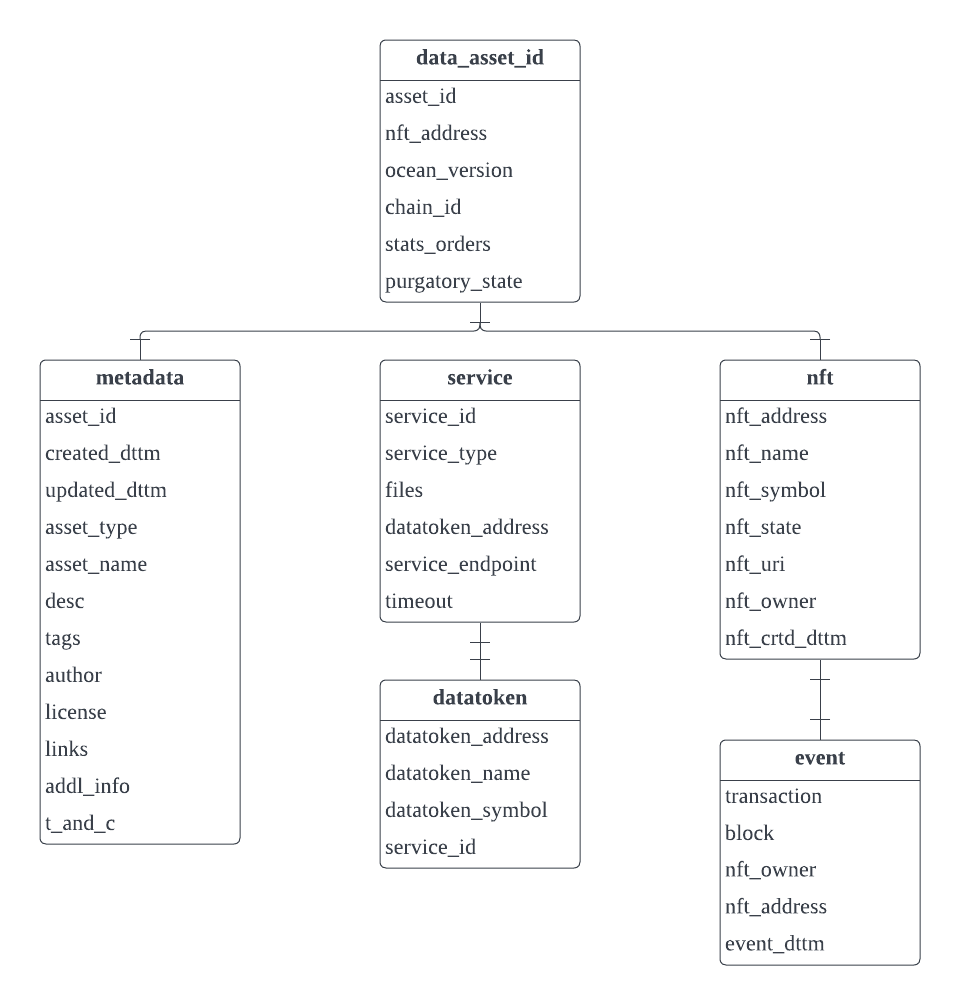 data_asset_id
asset_id
nft_address
ocean_version
chain_id
stats_orders
purgatory_state
metadata
asset_id
created_dttm
updated_dttm
asset_type
asset_name
desc
tags
author
license
links
addl_info
t_and_c
service
service_id
service_type
files
datatoken_address
service_endpoint
timeout
datatoken
datatoken_address
datatoken_name
datatoken_symbol
service_id
nft
nft_address
nft_name
nft_symbol
nft_state
nft_uri
nft_owner
nft_crtd_dttm
event
transaction
block
nft_owner
nft_address
event_dttm